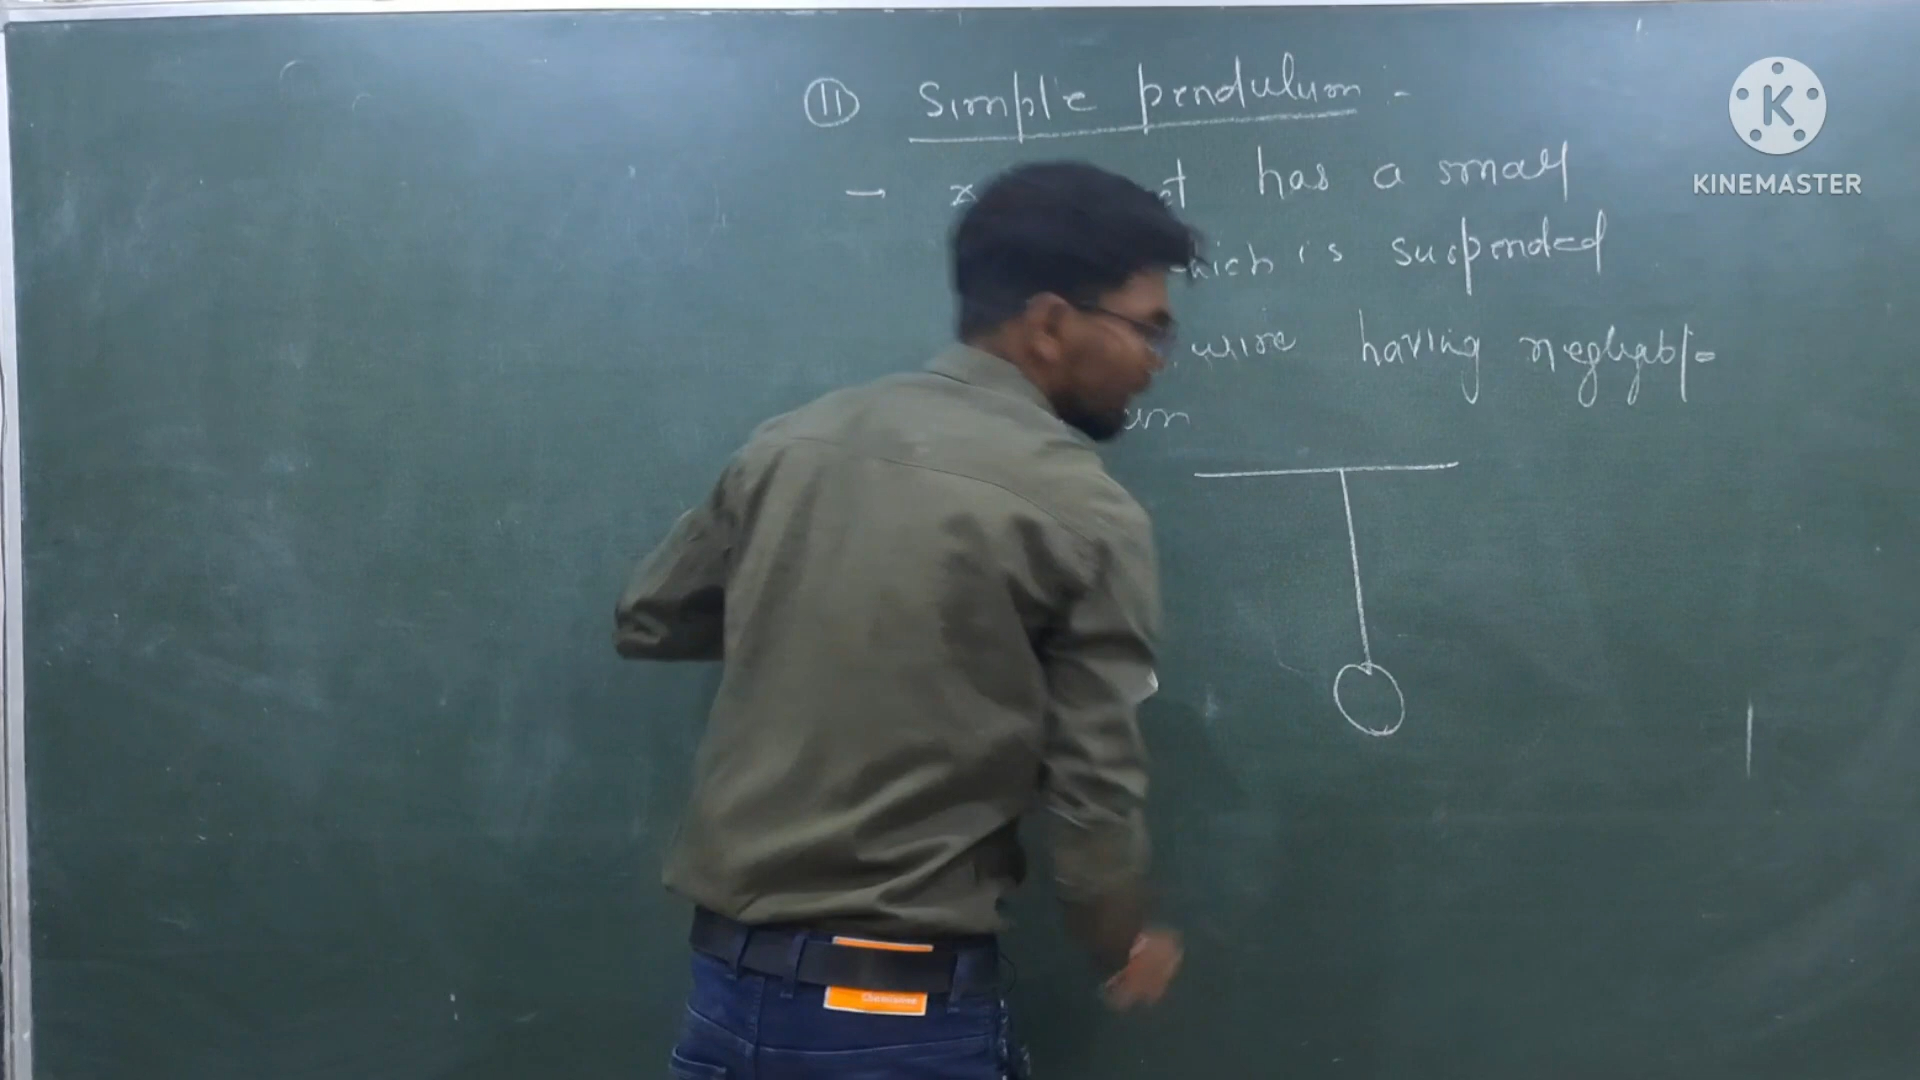 (11) Simple pendulum -
→ has a small
which is suspended
wire having negligible
KINEMASTER